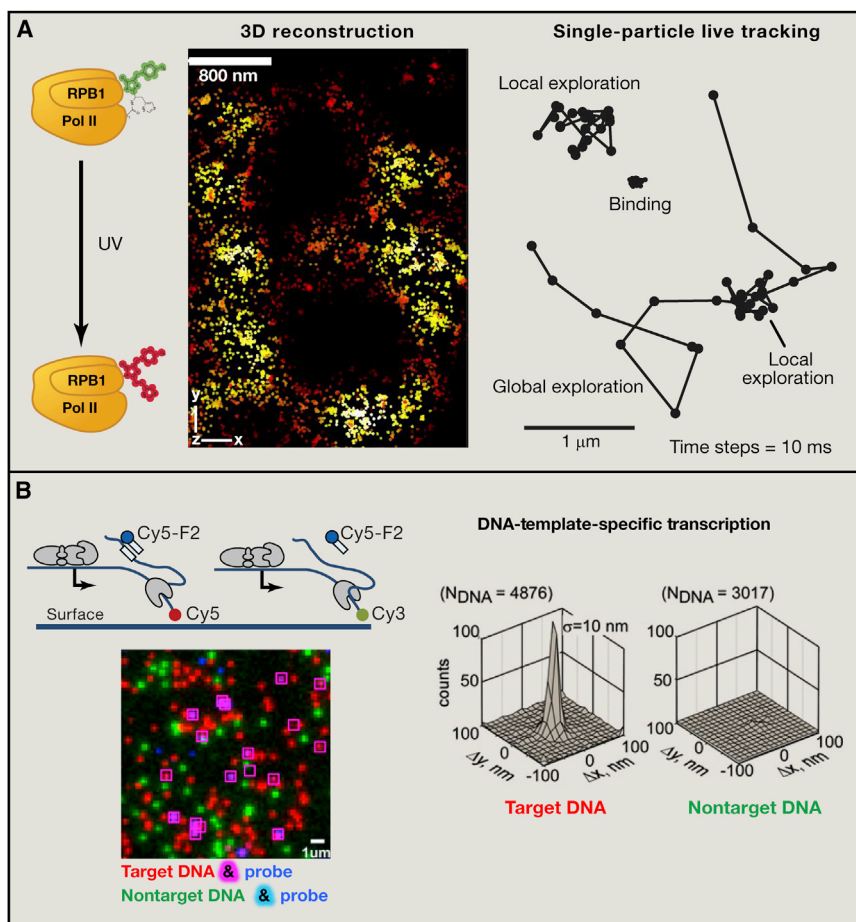 A
3D reconstruction
Single-particle live tracking
RPB1
Pol II
UV
RPB1
Pol II
800 nm
y
z
x
Local exploration
Binding
Local
exploration
Global exploration
1 μm
Time steps = 10 ms
B
Cy5-F2
Cy5-F2
Surface
Cy5
Cy3
1um
Target DNA & probe
Nontarget DNA & probe
DNA-template-specific transcription
(NDNA = 4876)
(NDNA = 3017)
100
σ=10 nm
counts
50
100
Δy, nm
0
-100
0
Δx, nm
100
Target DNA
100
50
100
Δy, nm
0
-100
0
Δx, nm
100
Nontarget DNA